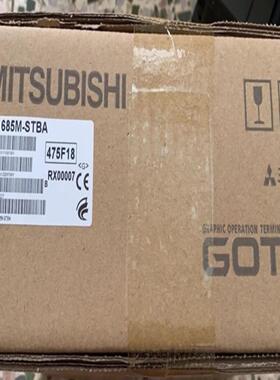 MITSUBISHI
685M-STBA
475F18
<G>
RX00007
GRAPHIC OPERATION TERMINAL
GOT